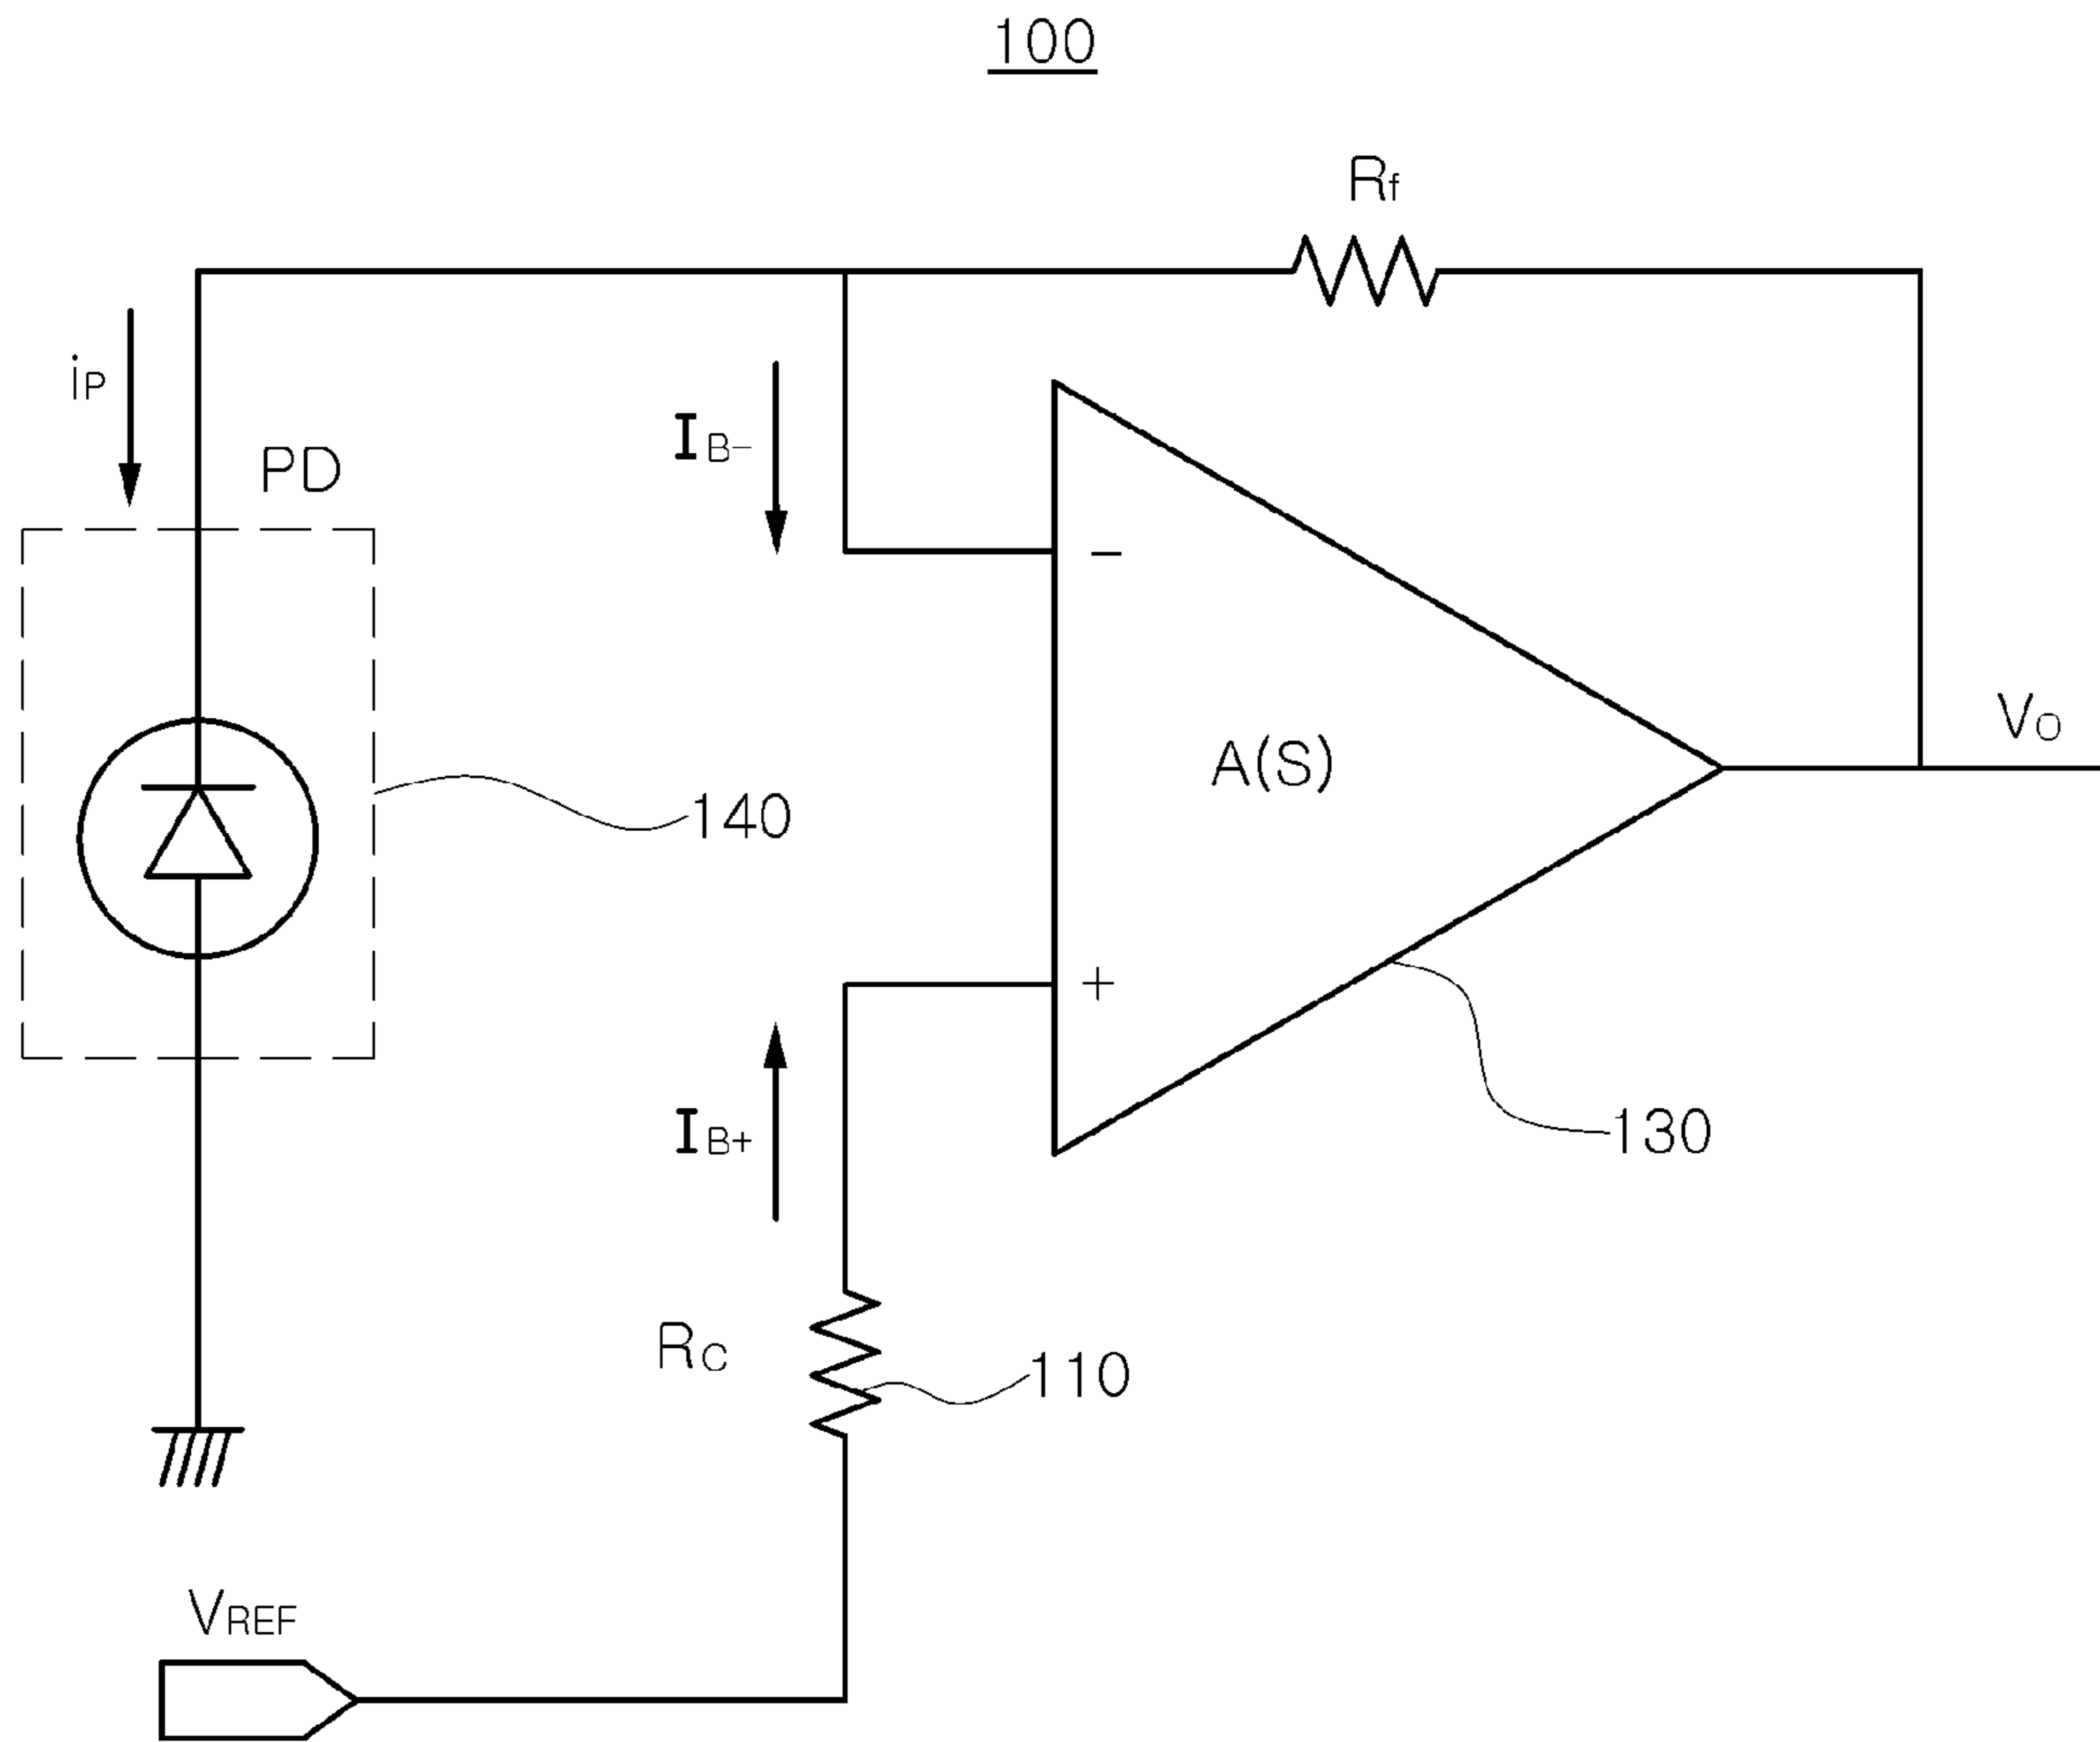 100
Rf
iP
PD
IB−
−
VO
A(S)
140
+
IB+
130
RC
110
VREF